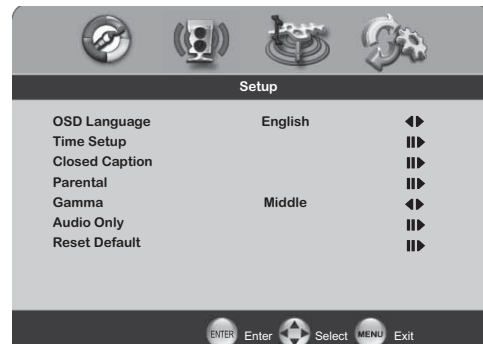 Setup
OSD Language English
Time Setup
Closed Caption
Parental
Gamma Middle
Audio Only
Reset Default
ENTER Enter Select MENU Exit